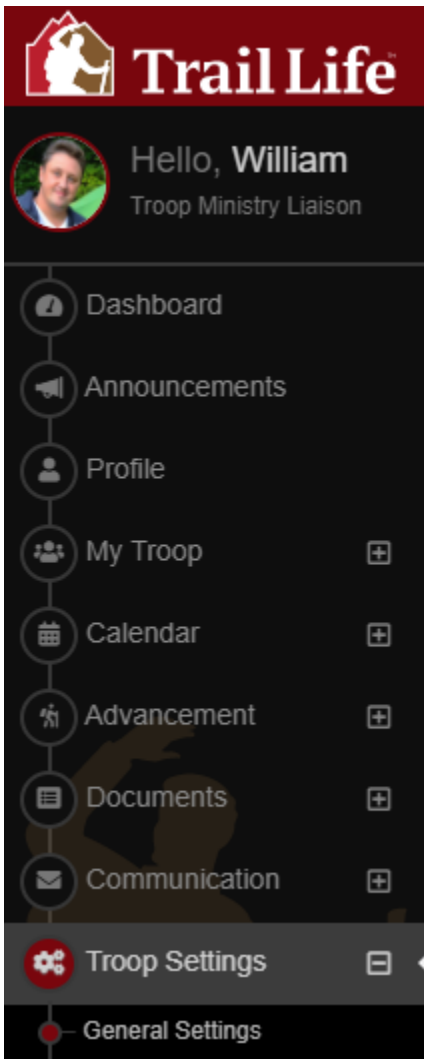 Trail Life™
Hello, William
Troop Ministry Liaison
Dashboard
Announcements
Profile
My Troop
Calendar
Advancement
Documents
Communication
Troop Settings
General Settings